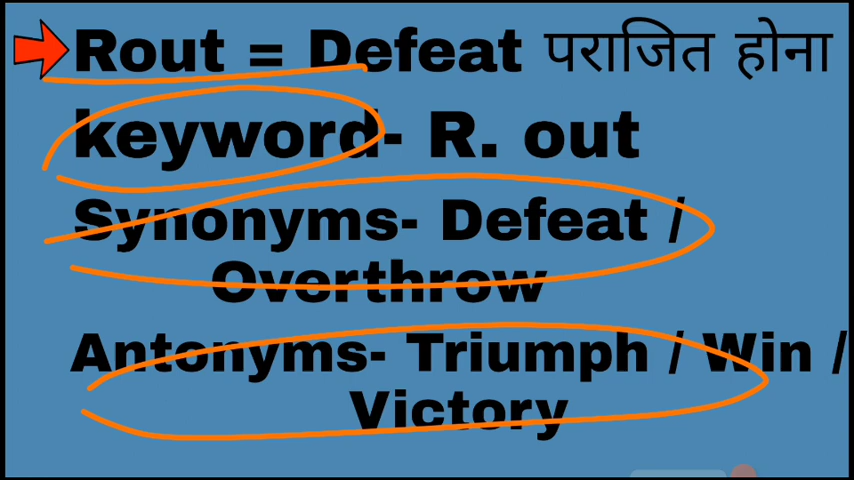 Rout = Defeat पराजित होना
keyword- R. out
Synonyms- Defeat /
Overthrow
Antonyms- Triumph / Win /
Victory